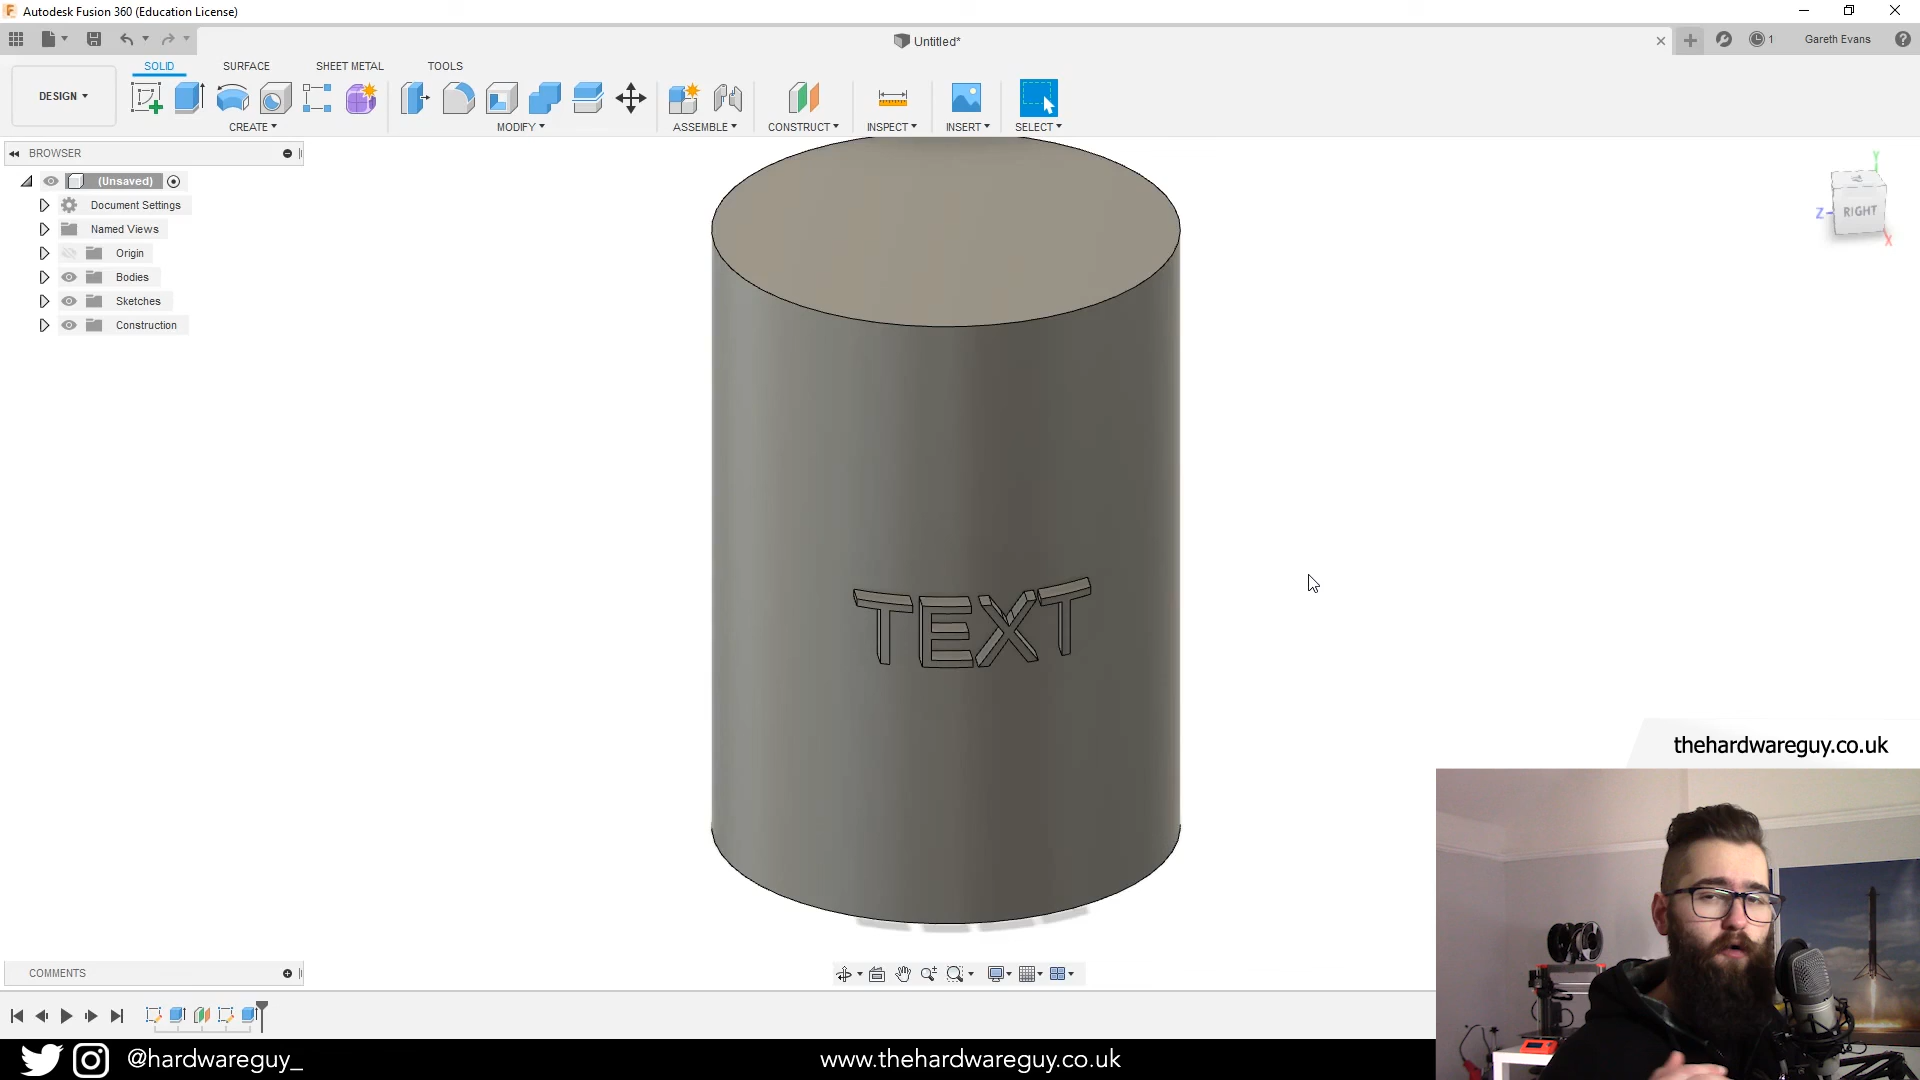 Autodesk Fusion 360 (Education License)
Untitled*
1
Gareth Evans
SOLID
SURFACE
SHEET METAL
TOOLS
DESIGN
CREATE
MODIFY
ASSEMBLE
CONSTRUCT
INSPECT
INSERT
SELECT
BROWSER
(Unsaved)
Document Settings
Named Views
Origin
Bodies
Sketches
Construction
Y
Z
RIGHT
X
TEXT
thehardwareguy.co.uk
COMMENTS
@hardwareguy_
www.thehardwareguy.co.uk